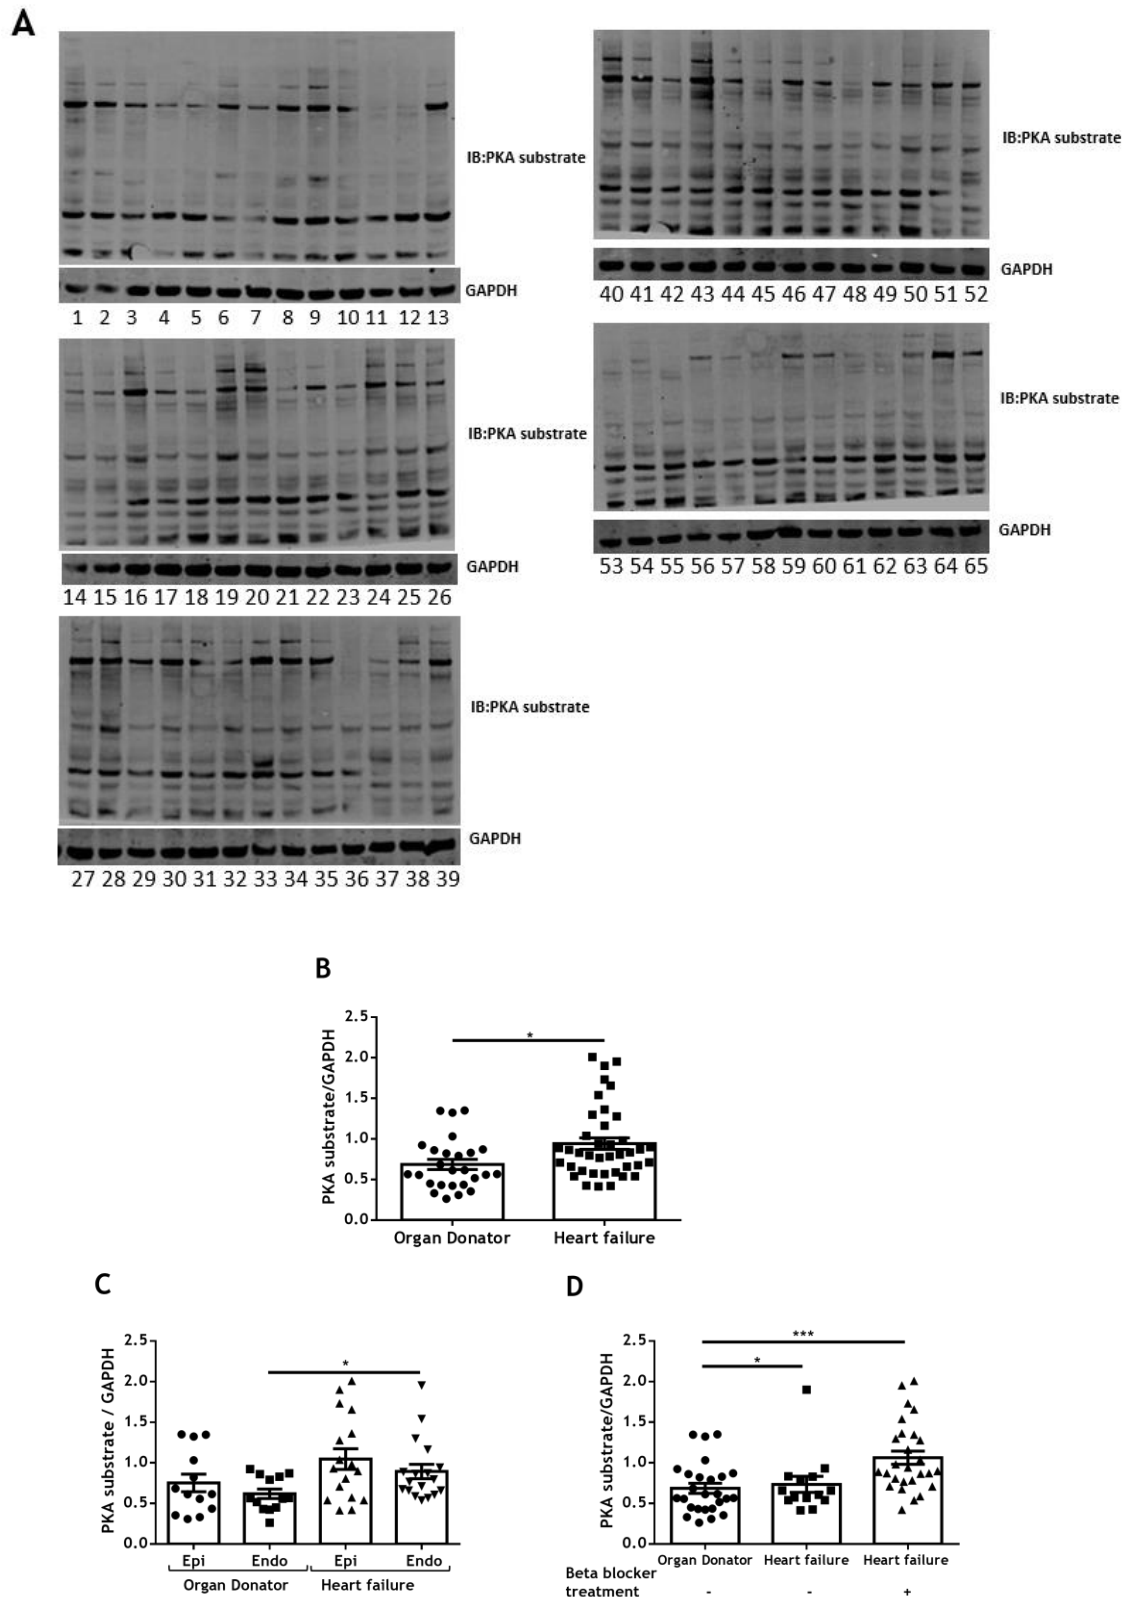 A
IB:PKA substrate
GAPDH
1 2 3 4 5 6 7 8 9 10 11 12 13
IB:PKA substrate
GAPDH
14 15 16 17 18 19 20 21 22 23 24 25 26
IB:PKA substrate
GAPDH
27 28 29 30 31 32 33 34 35 36 37 38 39
IB:PKA substrate
GAPDH
40 41 42 43 44 45 46 47 48 49 50 51 52
IB:PKA substrate
GAPDH
53 54 55 56 57 58 59 60 61 62 63 64 65
B
PKA substrate/GAPDH
2.5
2.0
1.5
1.0
0.5
0.0
*
Organ Donator Heart failure
C
PKA substrate / GAPDH
2.5
2.0
1.5
1.0
0.5
0.0
*
Epi Endo Epi Endo
Organ Donator Heart failure
D
PKA substrate/GAPDH
2.5
2.0
1.5
1.0
0.5
0.0
***
*
Organ Donator Heart failure Heart failure
Beta blocker
treatment - - +